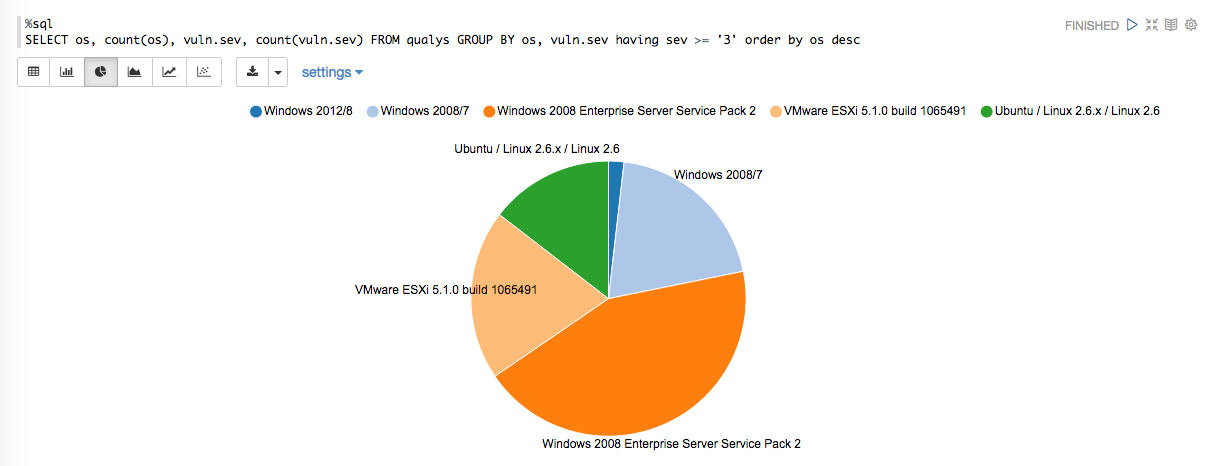 %sql
FINISHED
SELECT os, count(os), vuln.sev, count(vuln.sev) FROM qualys GROUP BY os, vuln.sev having sev >= '3' order by os desc
settings
Windows 2012/8 Windows 2008/7 Windows 2008 Enterprise Server Service Pack 2 VMware ESXi 5.1.0 build 1065491 Ubuntu / Linux 2.6.x / Linux 2.6
Ubuntu / Linux 2.6.x / Linux 2.6
Windows 2008/7
VMware ESXi 5.1.0 build 1065491
Windows 2008 Enterprise Server Service Pack 2